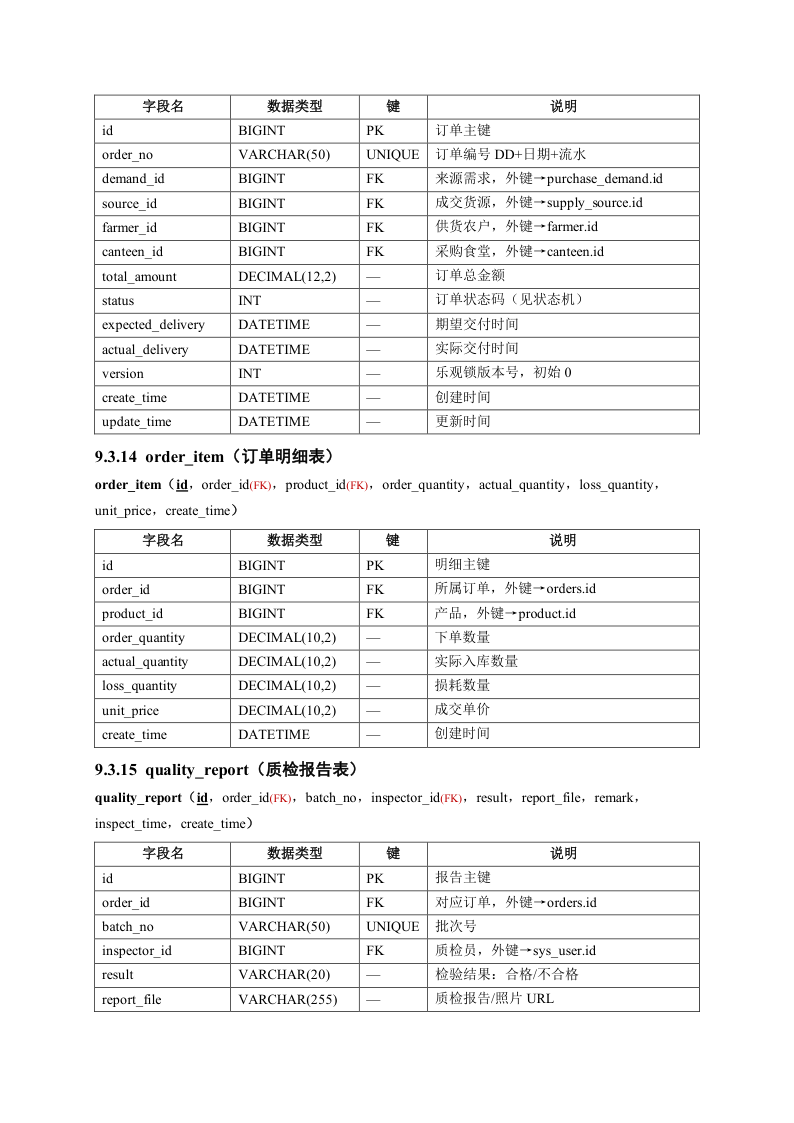 字段名 数据类型 键 说明
id BIGINT PK 订单主键
order_no VARCHAR(50) UNIQUE 订单编号 DD+日期+流水
demand_id BIGINT FK 来源需求，外键→purchase_demand.id
source_id BIGINT FK 成交货源，外键→supply_source.id
farmer_id BIGINT FK 供货农户，外键→farmer.id
canteen_id BIGINT FK 采购食堂，外键→canteen.id
total_amount DECIMAL(12,2) — 订单总金额
status INT — 订单状态码（见状态机）
expected_delivery DATETIME — 期望交付时间
actual_delivery DATETIME — 实际交付时间
version INT — 乐观锁版本号，初始 0
create_time DATETIME — 创建时间
update_time DATETIME — 更新时间
9.3.14 order_item（订单明细表）
order_item（id，order_id(FK)，product_id(FK)，order_quantity，actual_quantity，loss_quantity，
unit_price，create_time）
字段名 数据类型 键 说明
id BIGINT PK 明细主键
order_id BIGINT FK 所属订单，外键→orders.id
product_id BIGINT FK 产品，外键→product.id
order_quantity DECIMAL(10,2) — 下单数量
actual_quantity DECIMAL(10,2) — 实际入库数量
loss_quantity DECIMAL(10,2) — 损耗数量
unit_price DECIMAL(10,2) — 成交单价
create_time DATETIME — 创建时间
9.3.15 quality_report（质检报告表）
quality_report（id，order_id(FK)，batch_no，inspector_id(FK)，result，report_file，remark，
inspect_time，create_time）
字段名 数据类型 键 说明
id BIGINT PK 报告主键
order_id BIGINT FK 对应订单，外键→orders.id
batch_no VARCHAR(50) UNIQUE 批次号
inspector_id BIGINT FK 质检员，外键→sys_user.id
result VARCHAR(20) — 检验结果：合格/不合格
report_file VARCHAR(255) — 质检报告/照片 URL